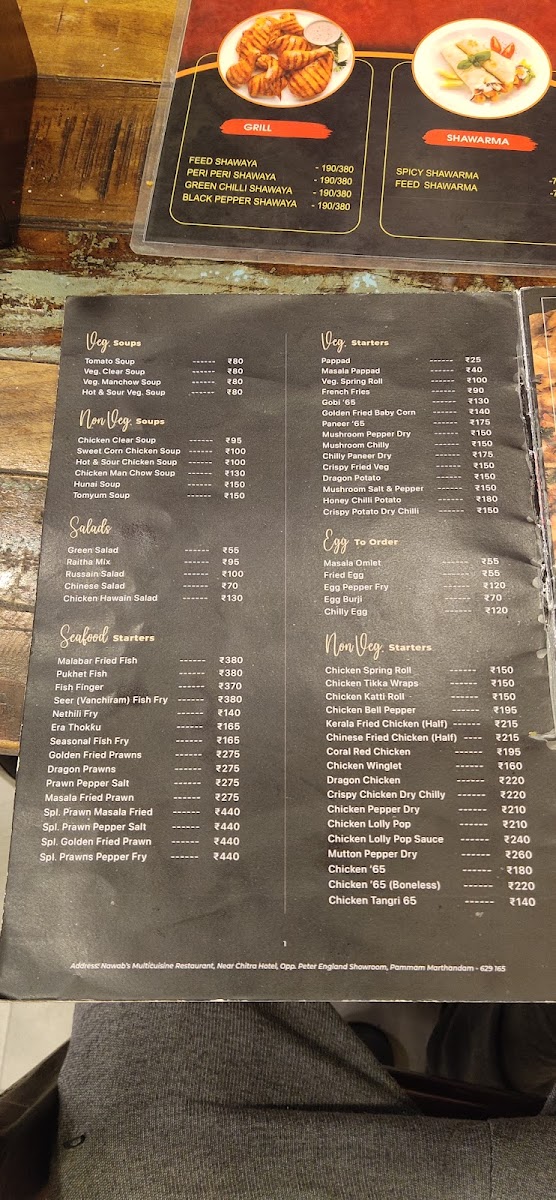 GRILL
FEED SHAWAYA - 190/380
PERI PERI SHAWAYA - 190/380
GREEN CHILLI SHAWAYA - 190/380
BLACK PEPPER SHAWAYA - 190/380
SHAWARMA
SPICY SHAWARMA
FEED SHAWARMA
Veg. Soups
Tomato Soup ------ ₹80
Veg. Clear Soup ------ ₹80
Veg. Manchow Soup ------ ₹80
Hot & Sour Veg. Soup ------ ₹80
Non Veg. Soups
Chicken Clear Soup ------ ₹95
Sweet Corn Chicken Soup ------ ₹100
Hot & Sour Chicken Soup ------ ₹100
Chicken Man Chow Soup ------ ₹130
Hunai Soup ------ ₹150
Tomyum Soup ------ ₹150
Salads
Green Salad ------ ₹55
Raitha Mix ------ ₹95
Russain Salad ------ ₹100
Chinese Salad ------ ₹70
Chicken Hawain Salad ------ ₹130
Seafood Starters
Malabar Fried Fish ------ ₹380
Pukhet Fish ------ ₹380
Fish Finger ------ ₹370
Seer (Vanchiram) Fish Fry ------ ₹380
Nethili Fry ------ ₹140
Era Thokku ------ ₹165
Seasonal Fish Fry ------ ₹165
Golden Fried Prawns ------ ₹275
Dragon Prawns ------ ₹275
Prawn Pepper Salt ------ ₹275
Masala Fried Prawn ------ ₹275
Spl. Prawn Masala Fried ------ ₹440
Spl. Prawn Pepper Salt ------ ₹440
Spl. Golden Fried Prawn ------ ₹440
Spl. Prawns Pepper Fry ------ ₹440
Veg. Starters
Pappad ------ ₹25
Masala Pappad ------ ₹40
Veg. Spring Roll ------ ₹100
French Fries ------ ₹90
Gobi '65 ------ ₹130
Golden Fried Baby Corn ------ ₹140
Paneer '65 ------ ₹175
Mushroom Pepper Dry ------ ₹150
Mushroom Chilly ------ ₹150
Chilly Paneer Dry ------ ₹175
Crispy Fried Veg ------ ₹150
Dragon Potato ------ ₹150
Mushroom Salt & Pepper ------ ₹150
Honey Chilli Potato ------ ₹180
Crispy Potato Dry Chilli ------ ₹150
Egg To Order
Masala Omlet ------ ₹55
Fried Egg ------ ₹55
Egg Pepper Fry ------ ₹120
Egg Burji ------ ₹70
Chilly Egg ------ ₹120
Non Veg. Starters
Chicken Spring Roll ------ ₹150
Chicken Tikka Wraps ------ ₹150
Chicken Katti Roll ------ ₹150
Chicken Bell Pepper ------ ₹195
Kerala Fried Chicken (Half) ------ ₹215
Chinese Fried Chicken (Half) ---- ₹215
Coral Red Chicken ------ ₹195
Chicken Winglet ------ ₹160
Dragon Chicken ------ ₹220
Crispy Chicken Dry Chilly ------ ₹220
Chicken Pepper Dry ------ ₹210
Chicken Lolly Pop ------ ₹210
Chicken Lolly Pop Sauce ------ ₹240
Mutton Pepper Dry ------ ₹260
Chicken '65 ------ ₹180
Chicken '65 (Boneless) ------ ₹220
Chicken Tangri 65 ------ ₹140
1
Address: Nawab's Multicuisine Restaurant, Near Chitra Hotel, Opp. Peter England Showroom, Pammam Marthandam - 629 165